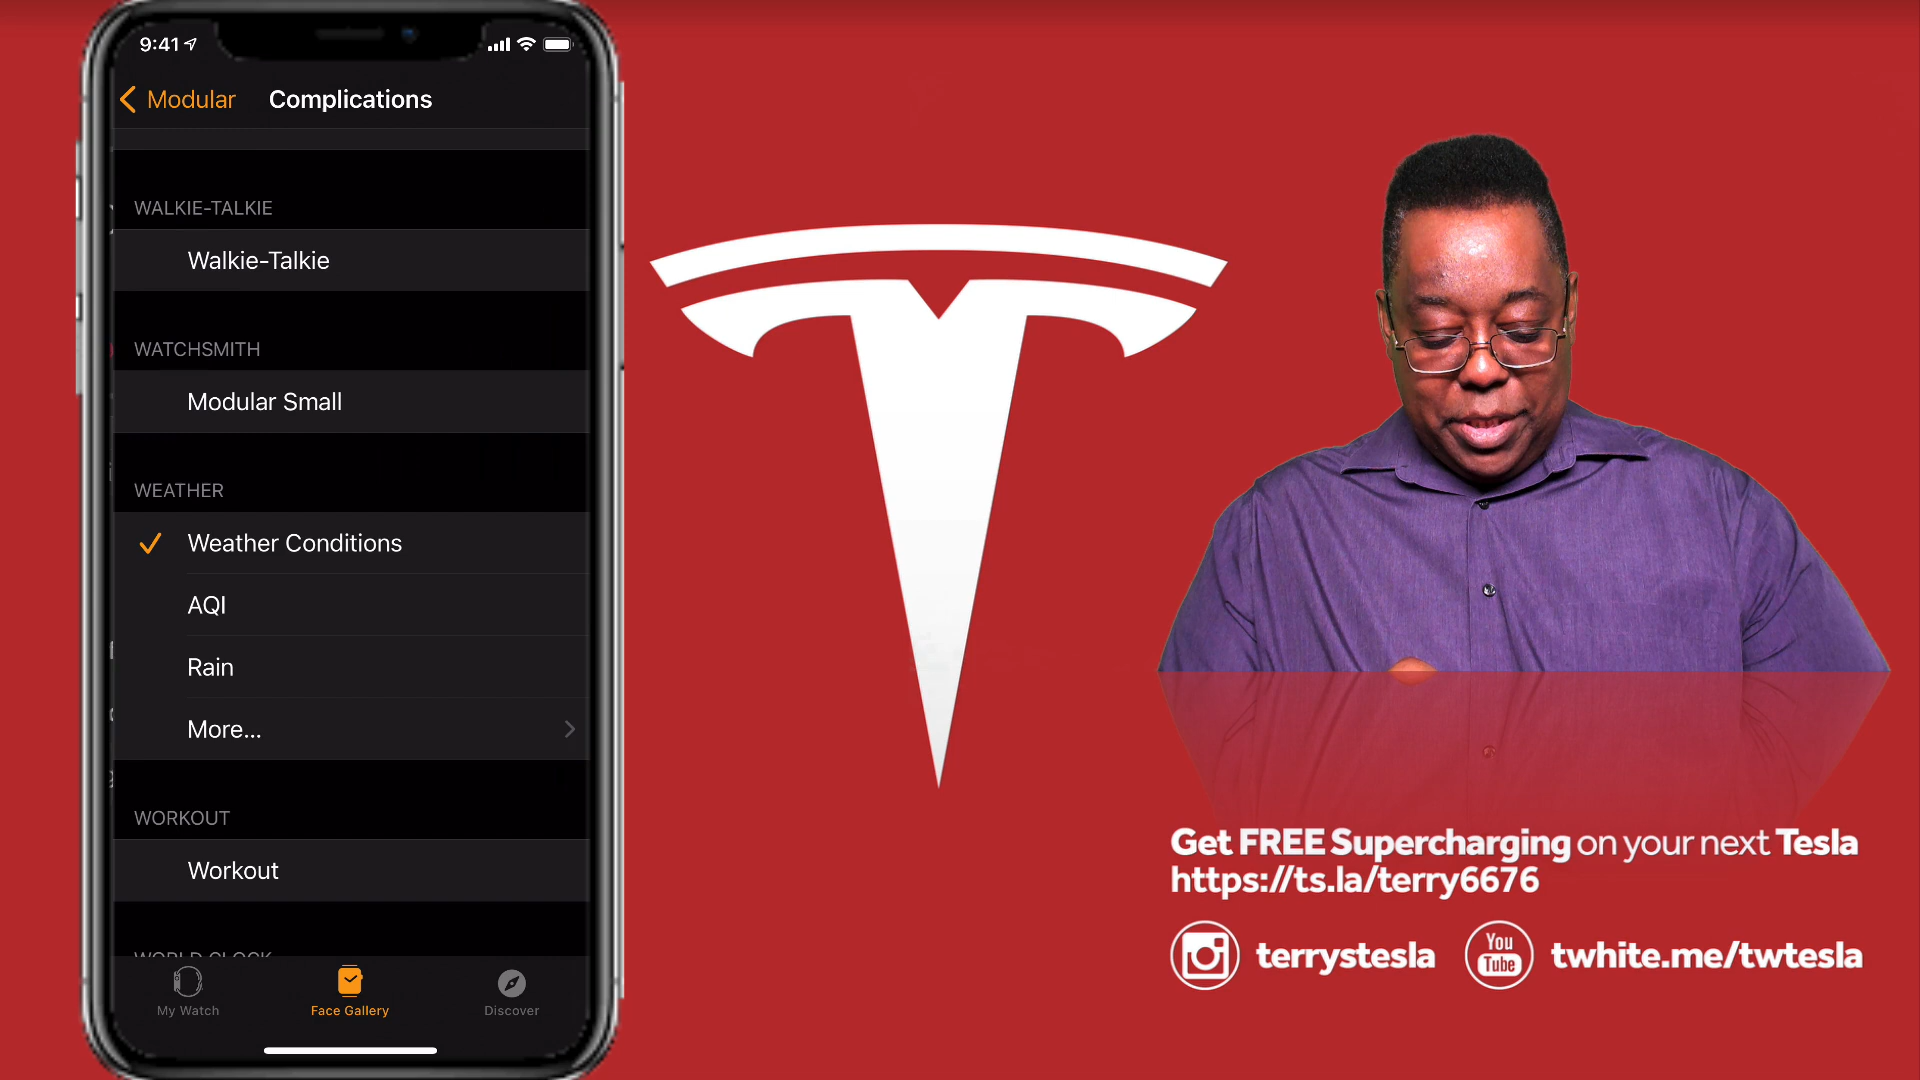 9:41
Modular
Complications
WALKIE-TALKIE
Walkie-Talkie
WATCHSMITH
Modular Small
WEATHER
Weather Conditions
AQI
Rain
More...
WORKOUT
Workout
WORLD CLOCK
My Watch
Face Gallery
Discover
Get FREE Supercharging on your next Tesla
https://ts.la/terry6676
terrystesla
You
Tube
twhite.me/twtesla